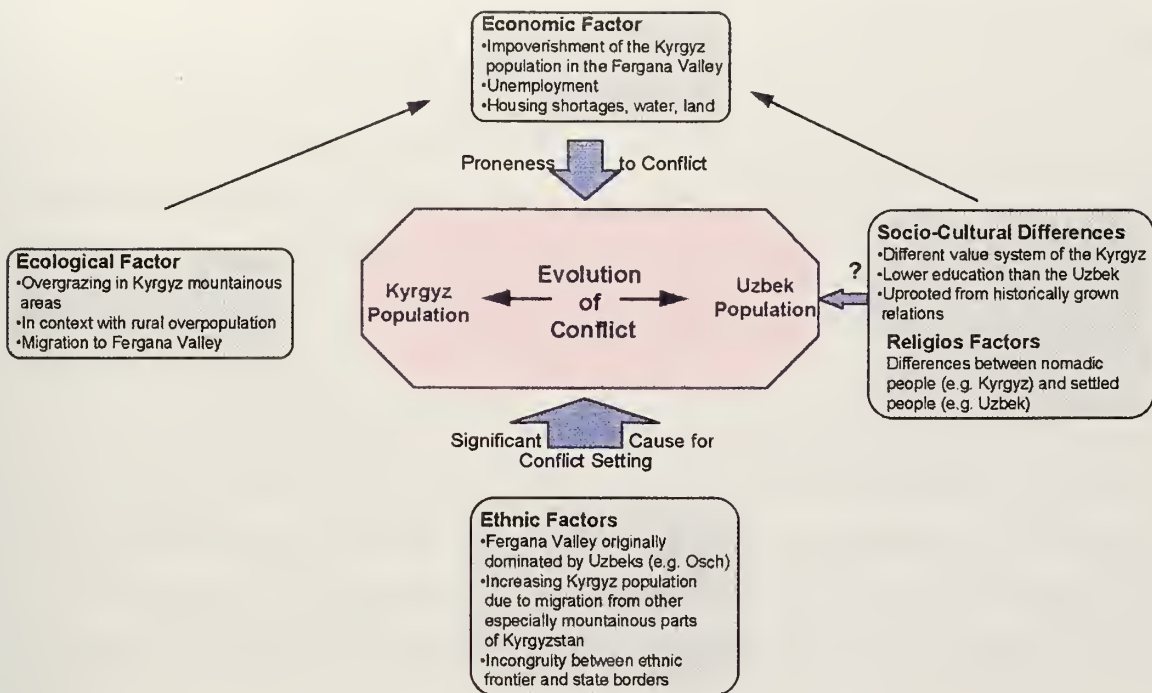 Economic Factor
•Impoverishment of the Kyrgyz
population in the Fergana Valley
•Unemployment
•Housing shortages, water, land
Proneness to Conflict
Ecological Factor
•Overgrazing in Kyrgyz mountainous
areas
•In context with rural overpopulation
•Migration to Fergana Valley
Kyrgyz
Population
Evolution
of
Conflict
Uzbek
Population
?
Socio-Cultural Differences
•Different value system of the Kyrgyz
•Lower education than the Uzbek
•Uprooted from historically grown
relations
Religios Factors
Differences between nomadic
people (e.g. Kyrgyz) and settled
people (e.g. Uzbek)
Significant Cause for
Conflict Setting
Ethnic Factors
•Fergana Valley originally
dominated by Uzbeks (e.g. Osch)
•Increasing Kyrgyz population
due to migration from other
especially mountainous parts
of Kyrgyzstan
•Incongruity between ethnic
frontier and state borders